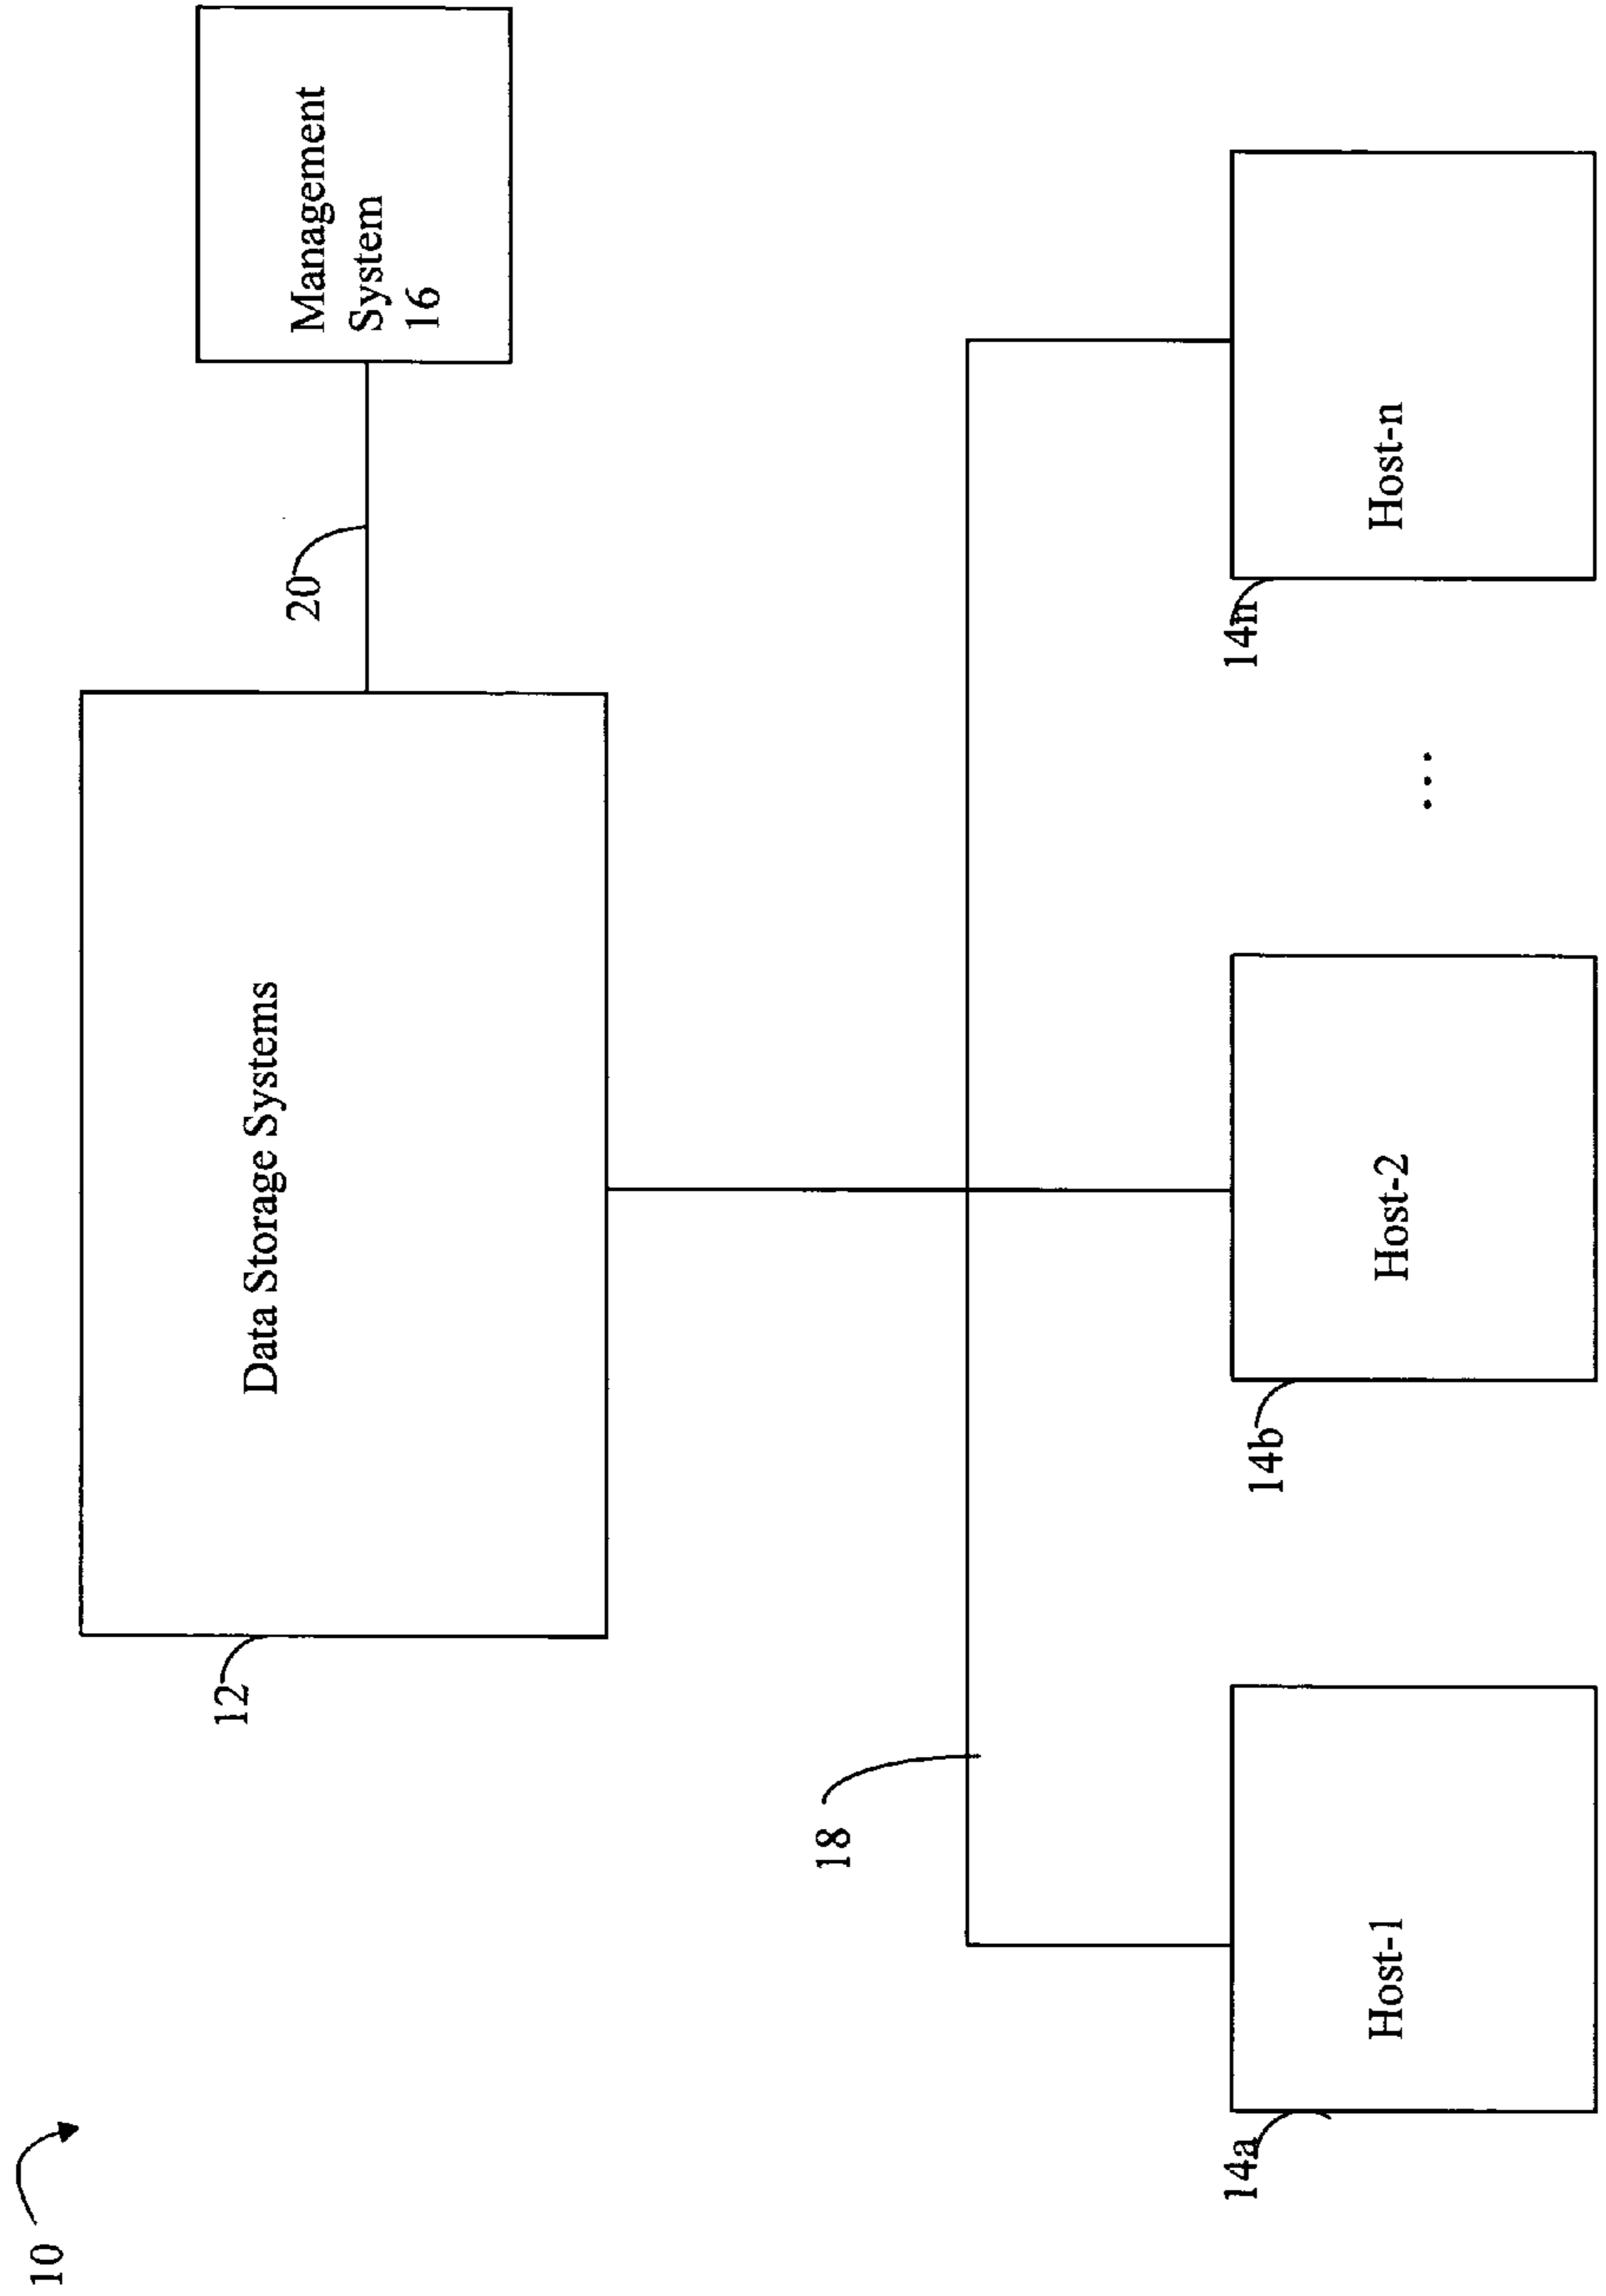 10
12
Data Storage Systems
20
Management
System
16
18
14a
Host-1
14b
Host-2
...
14n
Host-n